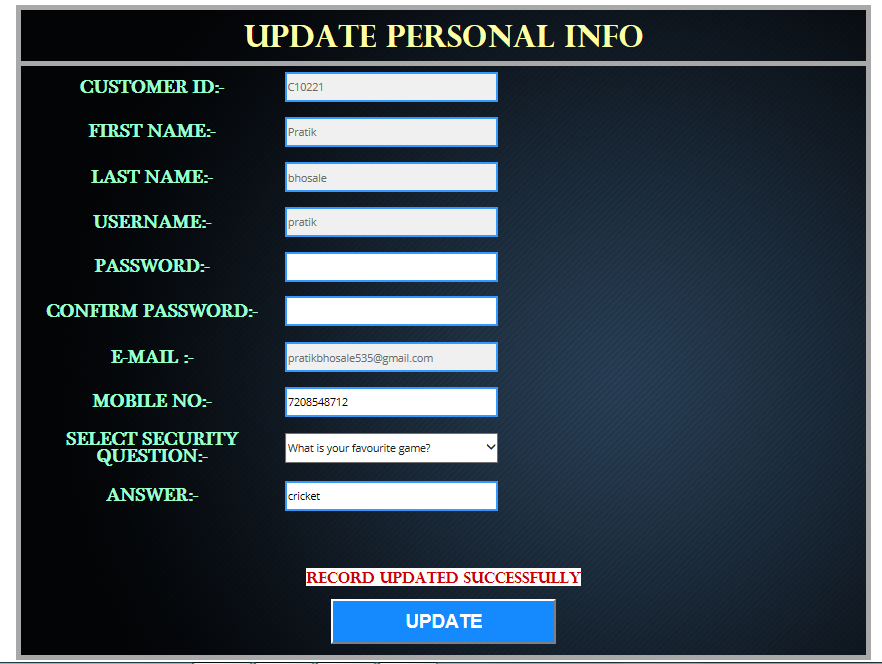 UPDATE PERSONAL INFO
CUSTOMER ID:- C10221
FIRST NAME:- Pratik
LAST NAME:- bhosale
USERNAME:- pratik
PASSWORD:-
CONFIRM PASSWORD:-
E-MAIL :- pratikbhosale535@gmail.com
MOBILE NO:- 7208548712
SELECT SECURITY
QUESTION:- What is your favourite game?
ANSWER:- cricket
RECORD UPDATED SUCCESSFULLY
UPDATE